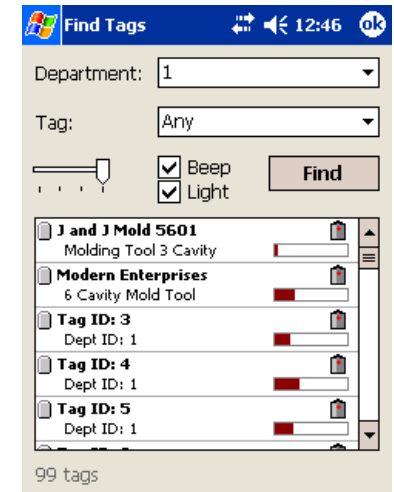 Find Tags 12:46 ok
Department: 1
Tag: Any
Beep
Light
Find
J and J Mold 5601
Molding Tool 3 Cavity
Modern Enterprises
6 Cavity Mold Tool
Tag ID: 3
Dept ID: 1
Tag ID: 4
Dept ID: 1
Tag ID: 5
Dept ID: 1
99 tags